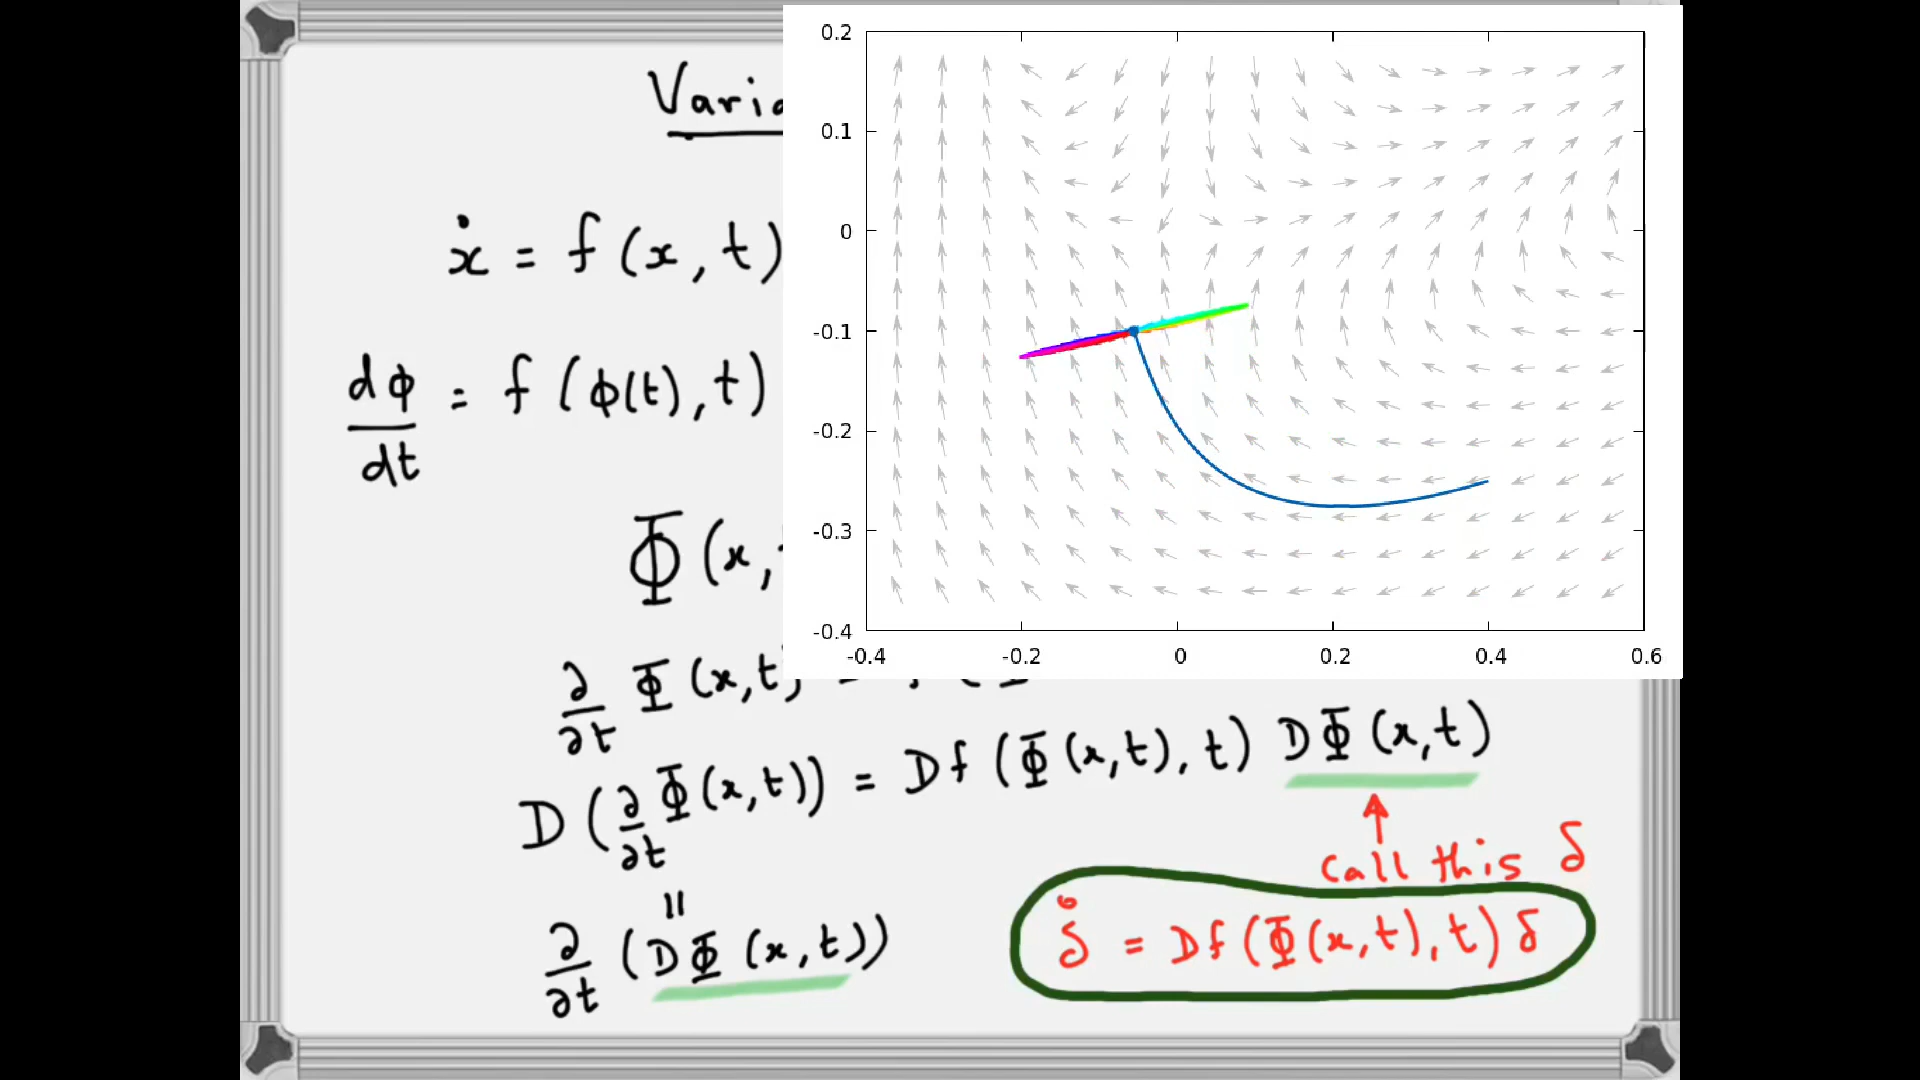 Varia
ẋ = f(x, t)
dϕ/dt = f(ϕ(t), t)
Φ(x,
∂/∂t Φ(x,t) =
D(∂/∂t Φ(x,t)) = Df(Φ(x,t), t) DΦ(x,t)
call this δ
||
∂/∂t (DΦ(x,t))
δ̇ = Df(Φ(x,t), t) δ
0.2
0.1
0
-0.1
-0.2
-0.3
-0.4
-0.4 -0.2 0 0.2 0.4 0.6